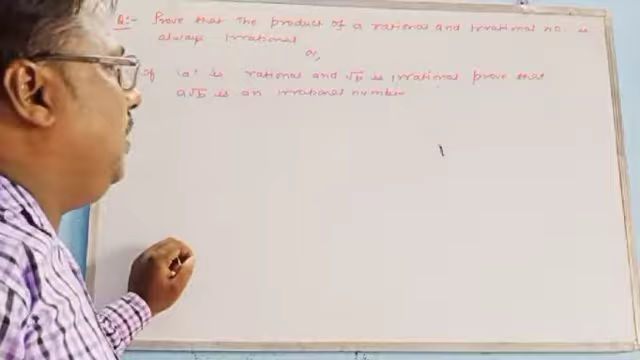 Q:- Prove that the product of a rational and irrational no. is
always irrational
or,
If 'a' is rational and √b is irrational prove that
a√b is an irrational number